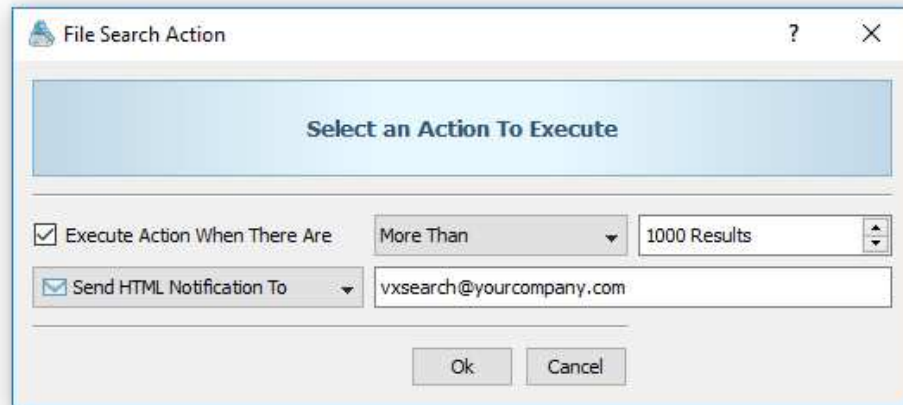 File Search Action ?
Select an Action To Execute
Execute Action When There Are More Than 1000 Results
Send HTML Notification To vxsearch@yourcompany.com
Ok Cancel